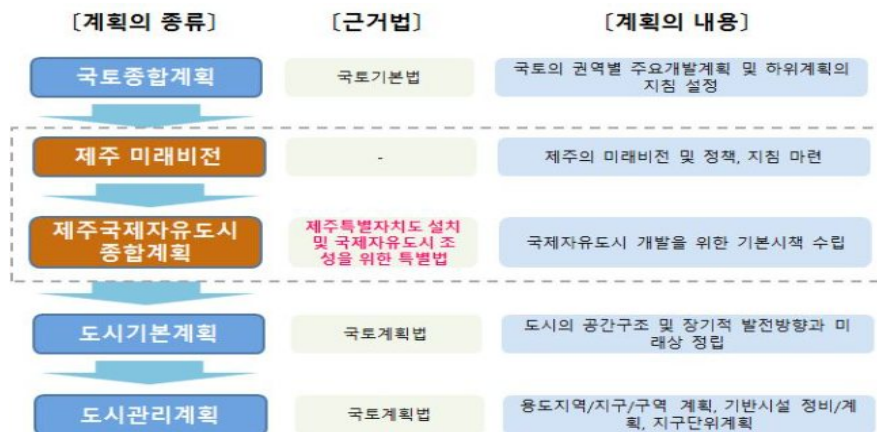 〔계획의 종류〕 〔근거법〕 〔계획의 내용〕
국토종합계획
국토기본법
국토의 권역별 주요개발계획 및 하위계획의
지침 설정
제주 미래비전
-
제주의 미래비전 및 정책, 지침 마련
제주국제자유도시
종합계획
제주특별자치도 설치
및 국제자유도시 조
성을 위한 특별법
국제자유도시 개발을 위한 기본시책 수립
도시기본계획
국토계획법
도시의 공간구조 및 장기적 발전방향과 미
래상 정립
도시관리계획
국토계획법
용도지역/지구/구역 계획, 기반시설 정비/계
획, 지구단위계획